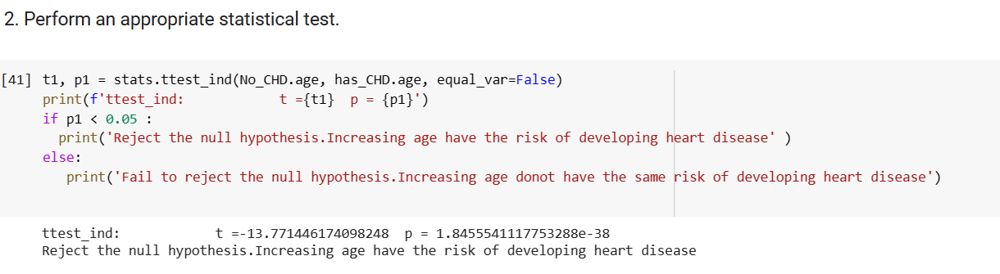 2. Perform an appropriate statistical test.
[41] t1, p1 = stats.ttest_ind(No_CHD.age, has_CHD.age, equal_var=False)
print(f'ttest_ind:            t ={t1}  p = {p1}')
if p1 < 0.05 :
  print('Reject the null hypothesis.Increasing age have the risk of developing heart disease' )
else:
   print('Fail to reject the null hypothesis.Increasing age donot have the same risk of developing heart disease')
ttest_ind:            t =-13.771446174098248  p = 1.8455541117753288e-38
Reject the null hypothesis.Increasing age have the risk of developing heart disease